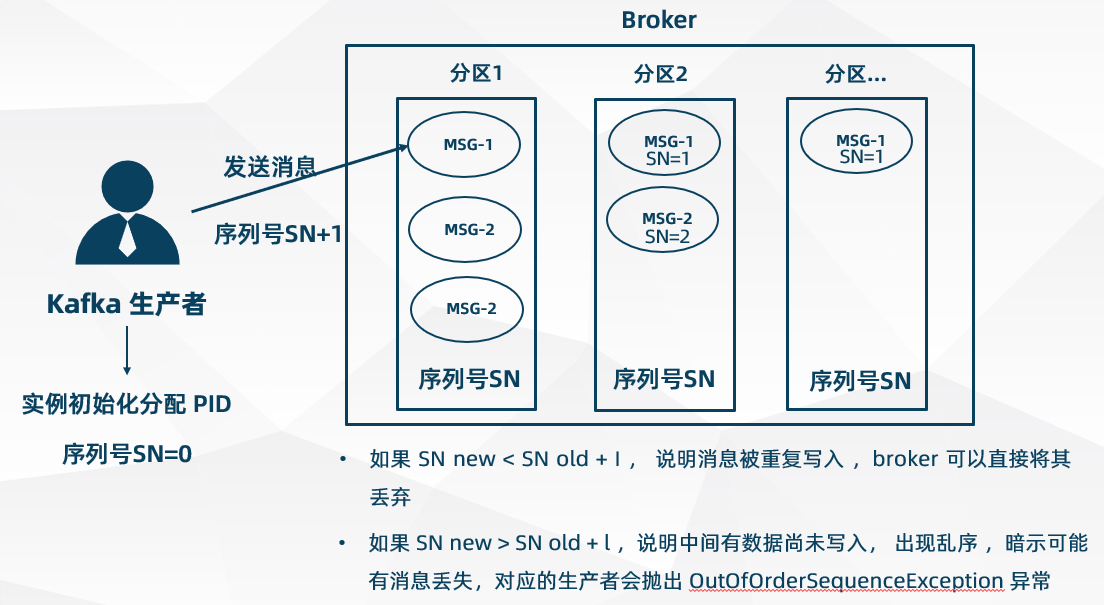 Broker
分区1
分区2
分区...
MSG-1
MSG-2
MSG-2
序列号SN
MSG-1
SN=1
MSG-2
SN=2
序列号SN
MSG-1
SN=1
序列号SN
发送消息
序列号SN+1
Kafka 生产者
实例初始化分配 PID
序列号SN=0
• 如果 SN new < SN old + I ， 说明消息被重复写入 ，broker 可以直接将其
丢弃
• 如果 SN new > SN old + l ，说明中间有数据尚未写入， 出现乱序 ，暗示可能
有消息丢失，对应的生产者会抛出 OutOfOrderSequenceException 异常